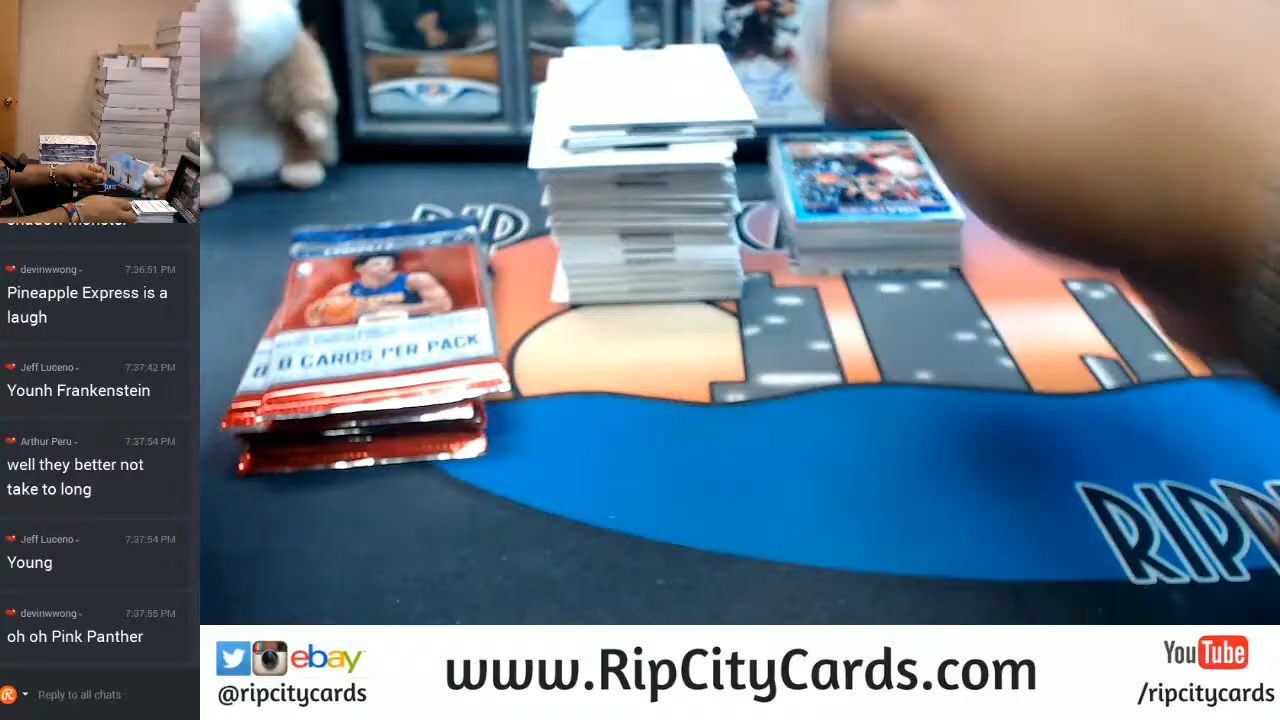 devinwwong
7:36:51 PM
Pineapple Express is a
laugh
Jeff Luceno
7:37:42 PM
Younh Frankenstein
Arthur Peru
7:37:54 PM
well they better not
take to long
Jeff Luceno
7:37:54 PM
Young
devinwwong
7:37:55 PM
oh oh Pink Panther
Reply to all chats
8 CARDS PER PACK
RIP
RIPP
ebay
@ripcitycards
www.RipCityCards.com
YouTube
/ripcitycards